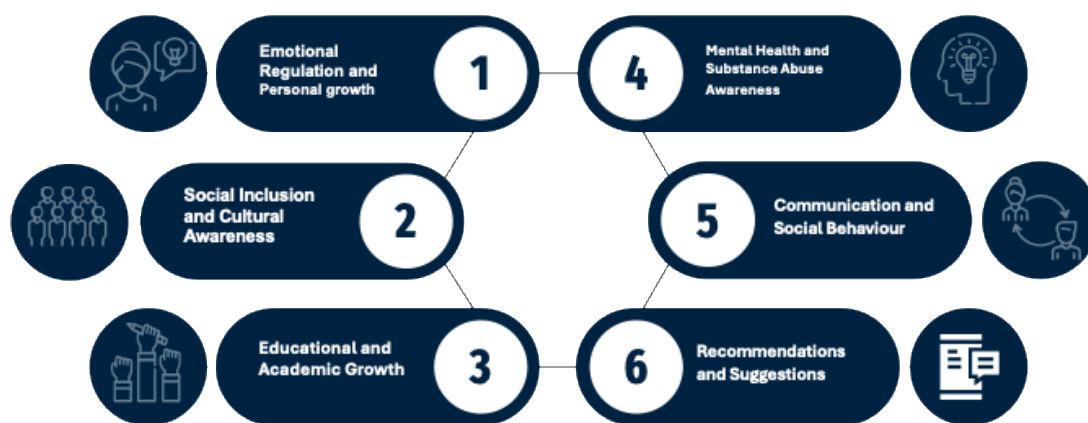 Emotional
Regulation and
Personal growth
1
Social Inclusion
and Cultural
Awareness
2
Educational and
Academic Growth
3
4
Mental Health and
Substance Abuse
Awareness
5
Communication and
Social Behaviour
6
Recommendations
and Suggestions